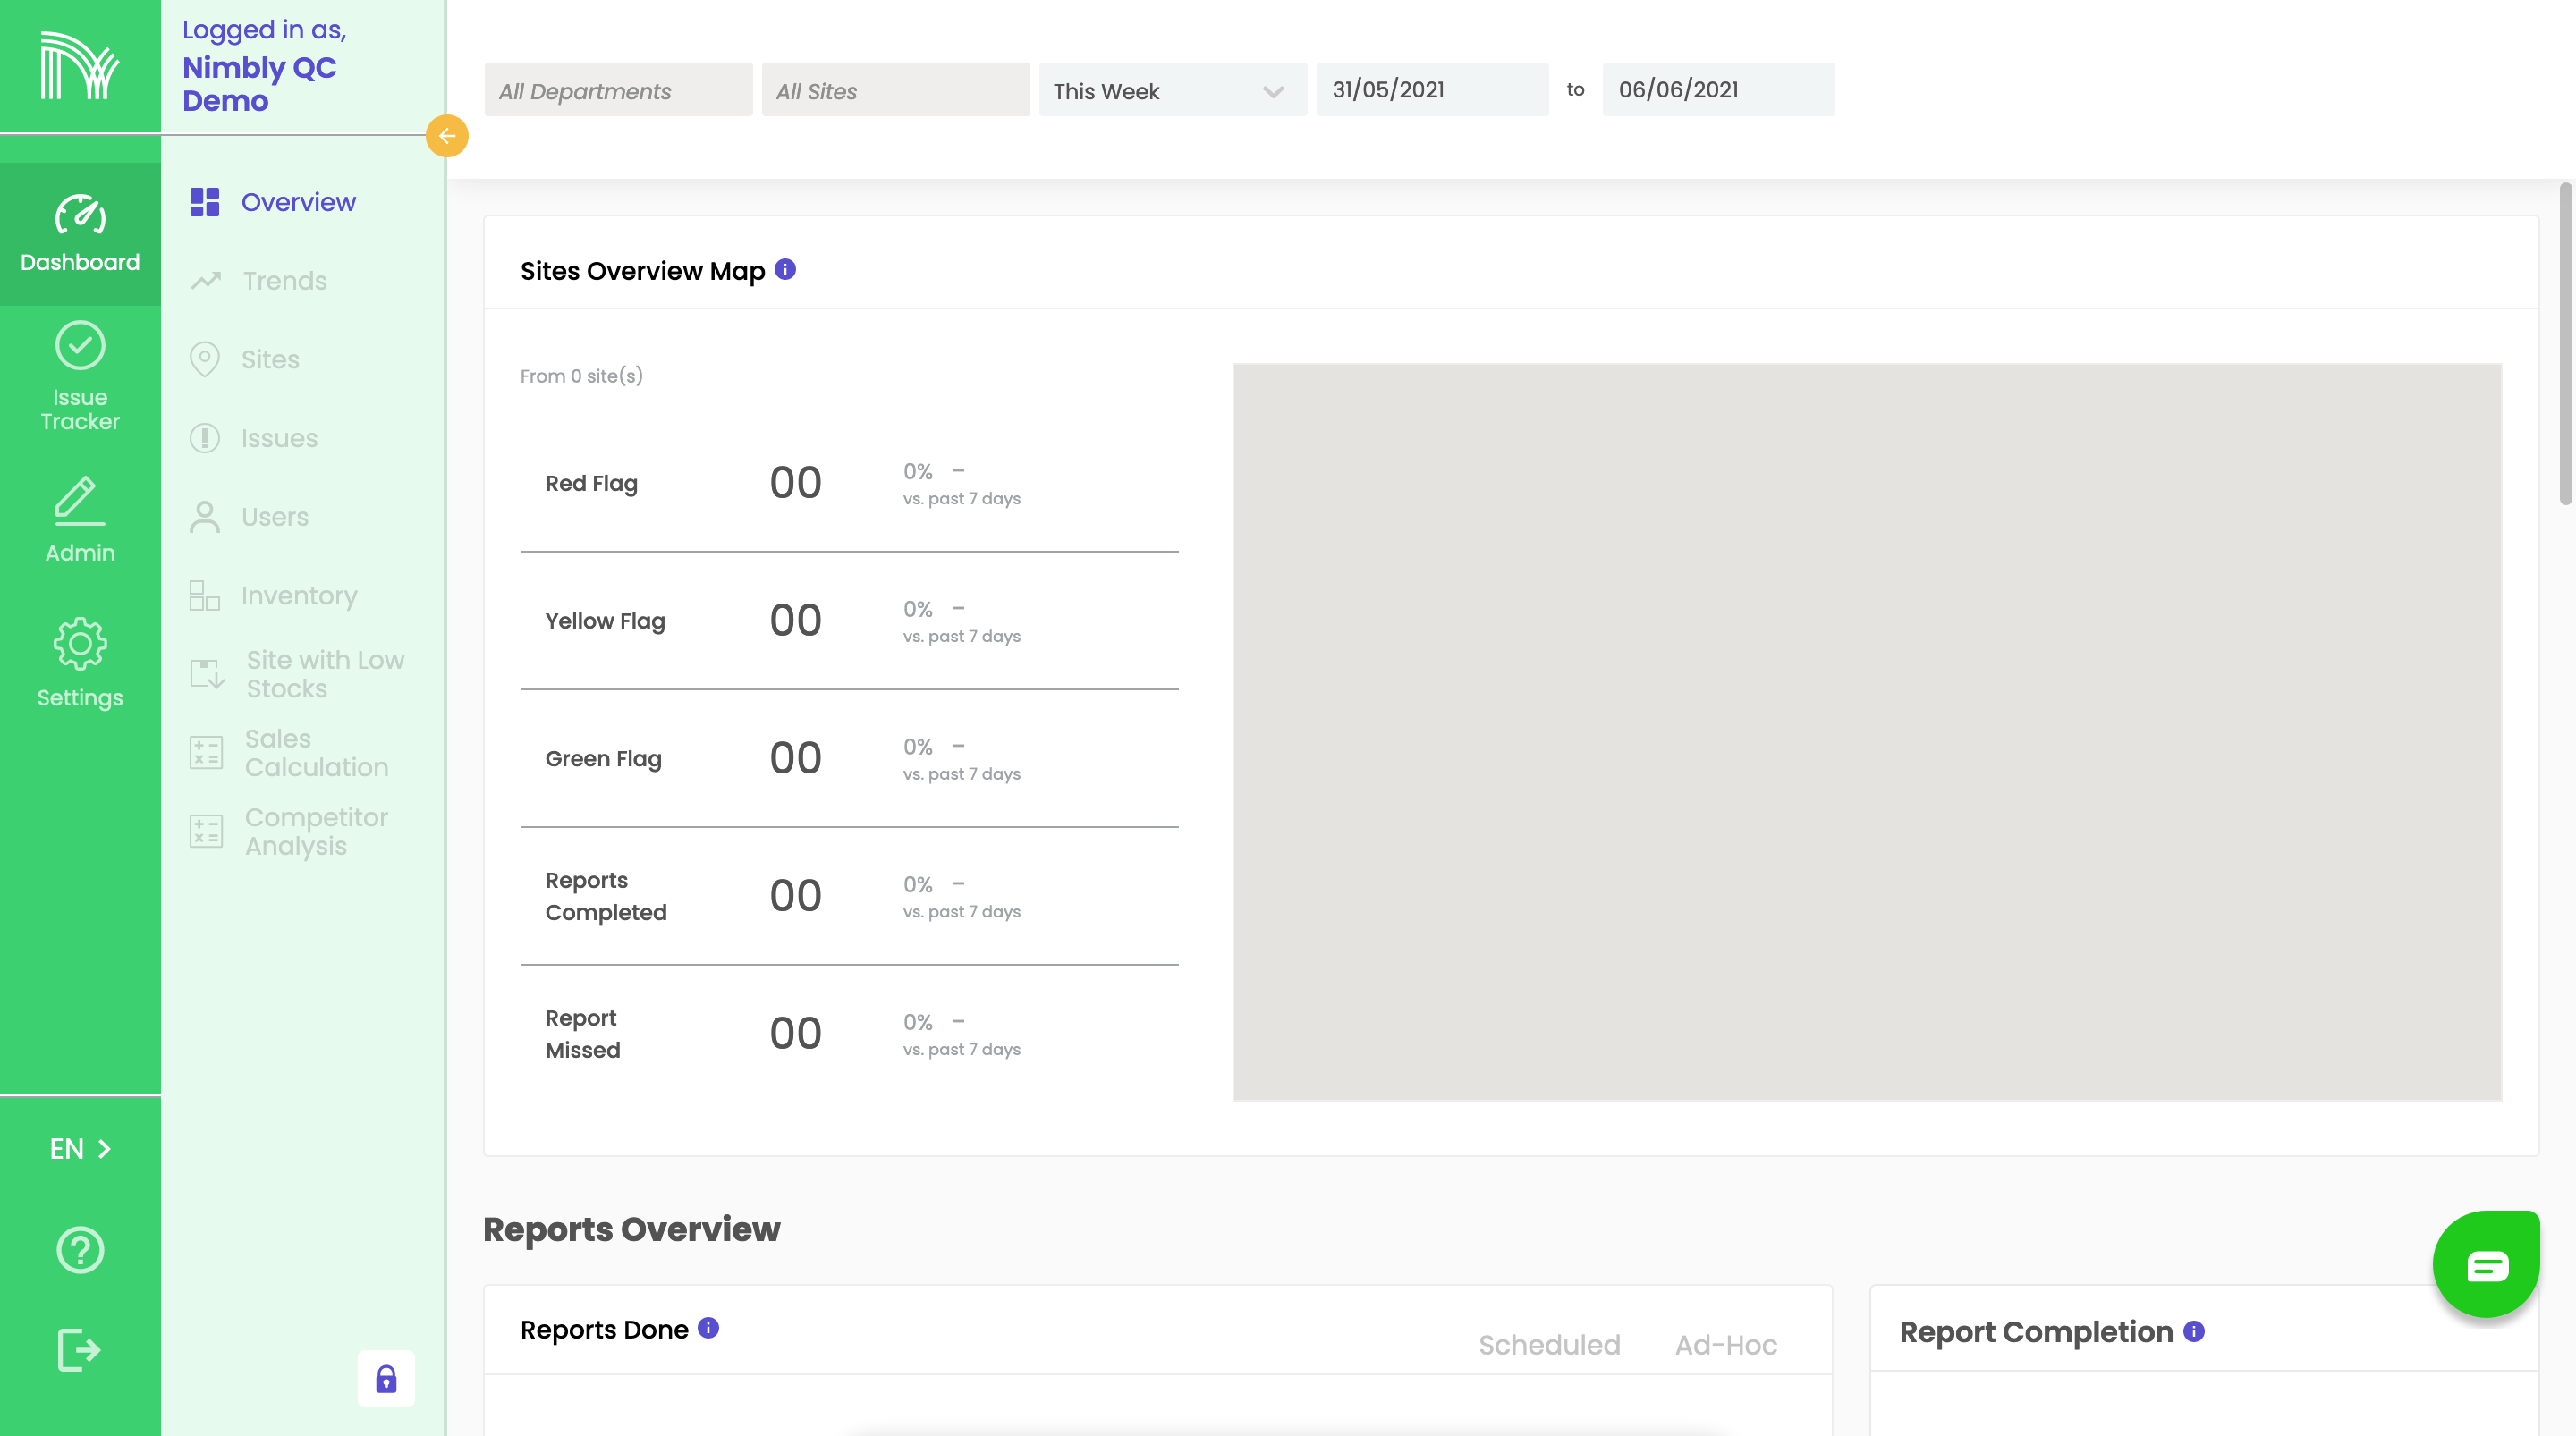 Logged in as,
Nimbly QC
Demo
Dashboard
Issue
Tracker
Admin
Settings
EN
Overview
Trends
Sites
Issues
Users
Inventory
Site with Low
Stocks
Sales
Calculation
Competitor
Analysis
All Departments
All Sites
This Week
31/05/2021
to
06/06/2021
Sites Overview Map
From 0 site(s)
Red Flag
00
0% –
vs. past 7 days
Yellow Flag
00
0% –
vs. past 7 days
Green Flag
00
0% –
vs. past 7 days
Reports
Completed
00
0% –
vs. past 7 days
Report
Missed
00
0% –
vs. past 7 days
Reports Overview
Reports Done
Scheduled
Ad-Hoc
Report Completion